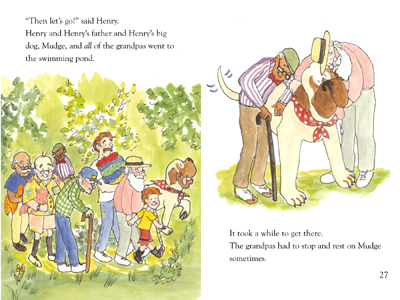 “Then let’s go!” said Henry.
Henry and Henry’s father and Henry’s big
dog, Mudge, and all of the grandpas went to
the swimming pond.
It took a while to get there.
The grandpas had to stop and rest on Mudge
sometimes.
27